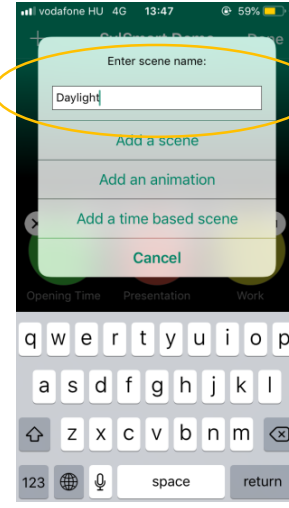 vodafone HU 4G 13:47 59%
Done
Enter scene name:
Daylight
Add a scene
Add an animation
Add a time based scene
Cancel
Opening Time Presentation Work
q w e r t y u i o p
a s d f g h j k l
z x c v b n m
123 space return